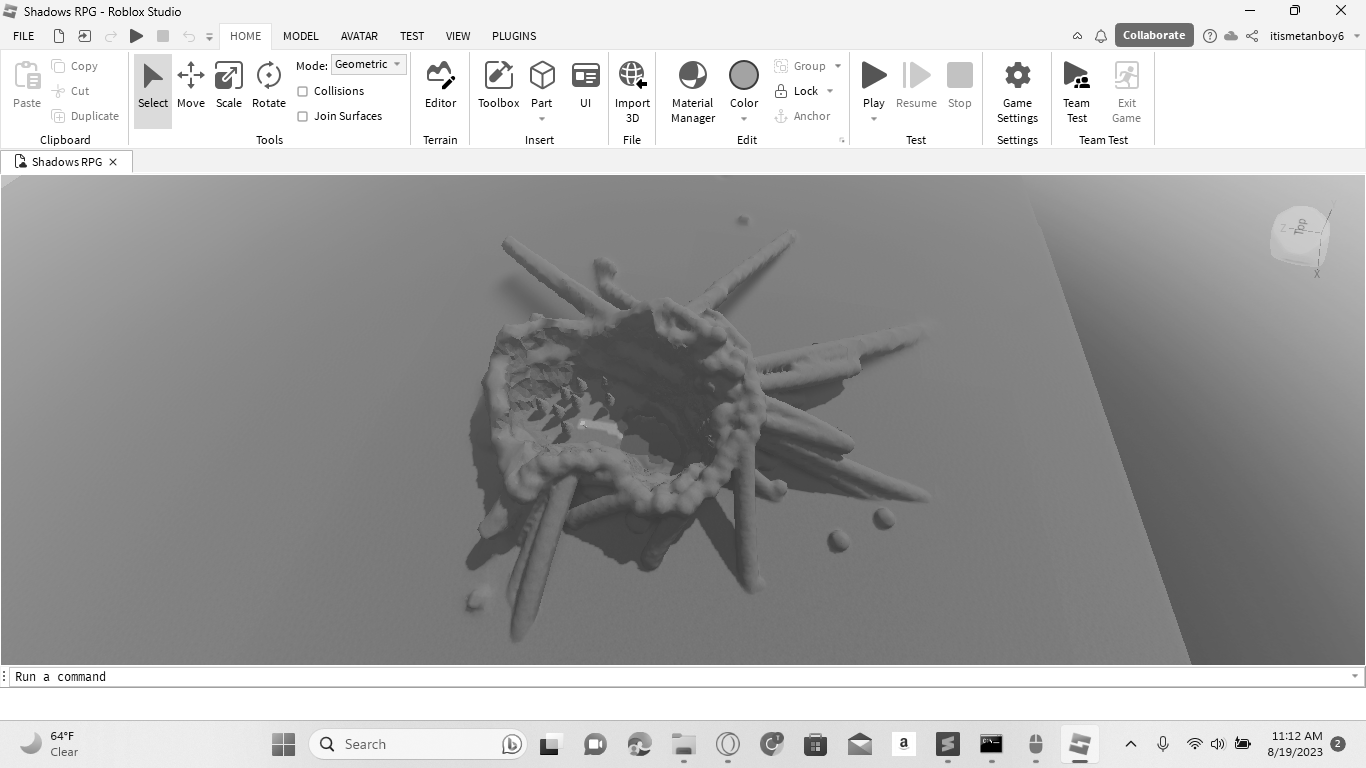 Shadows RPG - Roblox Studio
FILE
HOME MODEL AVATAR TEST VIEW PLUGINS
Collaborate
itismetanboy6
Paste
Copy
Cut
Duplicate
Clipboard
Select Move Scale Rotate
Mode: Geometric
Collisions
Join Surfaces
Tools
Editor
Terrain
Toolbox Part UI
Insert
Import
3D
File
Material
Manager
Color
Group
Lock
Anchor
Edit
Play Resume Stop
Test
Game
Settings
Settings
Team
Test
Exit
Game
Team Test
Shadows RPG
Top
Z
X
Run a command
64°F
Clear
Search
a
11:12 AM
8/19/2023
2